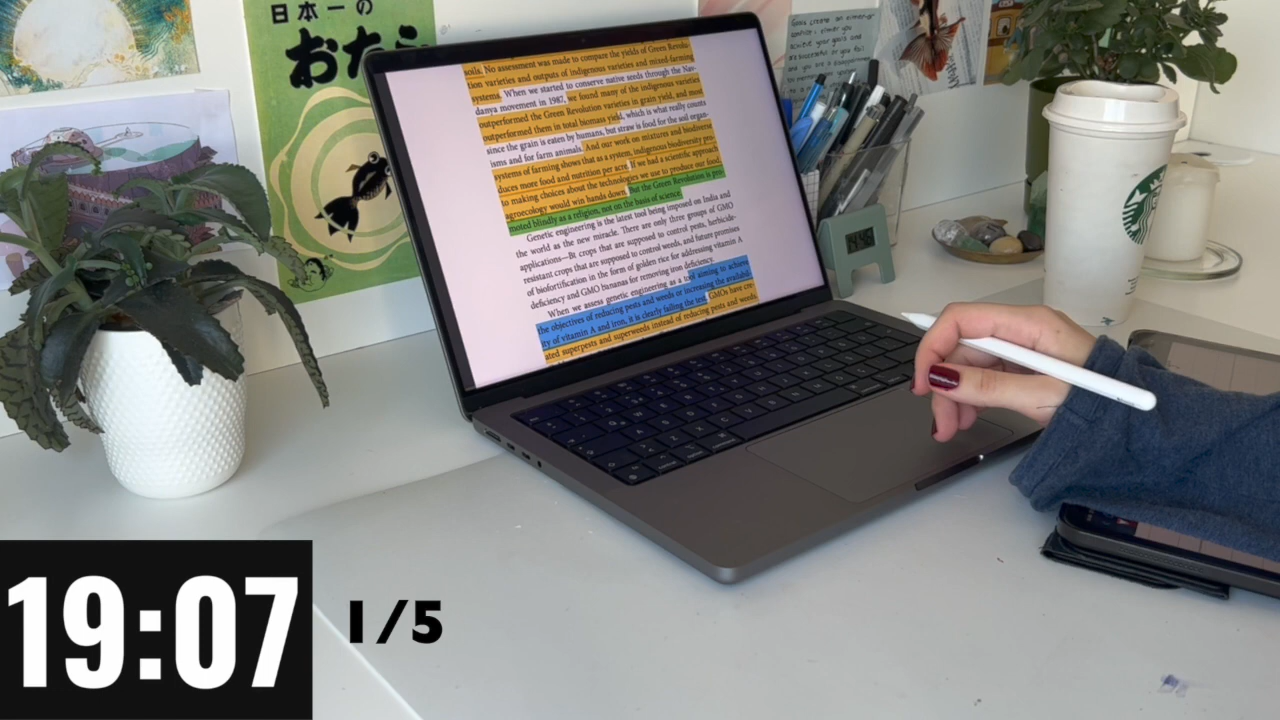 日本一の
おたら
soils. No assessment was made to compare the yields of Green Revolu-
tion varieties and outputs of indigenous varieties and mixed-farming
systems. When we started to conserve native seeds through the Nav-
danya movement in 1987, we found many of the indigenous varieties
outperformed the Green Revolution varieties in grain yield, and most
outperformed them in total biomass yield, which is what really counts
since the grain is eaten by humans, but straw is food for the soil organ-
isms and for farm animals. And our work on mixtures and biodiverse
systems of farming shows that as a system, indigenous biodiversity pro-
duces more food and nutrition per acre. If we had a scientific approach
to making choices about the technologies we use to produce our food,
agroecology would win hands down. But the Green Revolution is pro-
moted blindly as a religion, not on the basis of science.
Genetic engineering is the latest tool being imposed on India and
the world as the new miracle. There are only three groups of GMO
applications—Bt crops that are supposed to control pests, herbicide-
resistant crops that are supposed to control weeds, and future promises
of biofortification in the form of golden rice for addressing vitamin A
deficiency and GMO bananas for removing iron deficiency.
When we assess genetic engineering as a tool aiming to achieve
the objectives of reducing pests and weeds or increasing the availabil-
ity of vitamin A and iron, it is clearly failing the test. GMOs have cre-
ated superpests and superweeds instead of reducing pests and weeds,
19:07
1/5